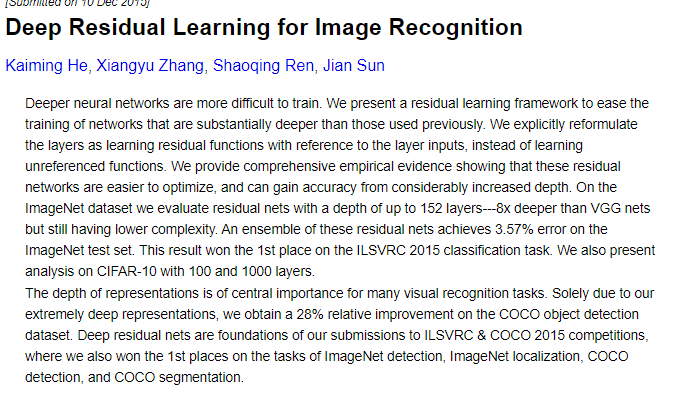 [Submitted on 10 Dec 2015]
Deep Residual Learning for Image Recognition
Kaiming He, Xiangyu Zhang, Shaoqing Ren, Jian Sun
Deeper neural networks are more difficult to train. We present a residual learning framework to ease the
training of networks that are substantially deeper than those used previously. We explicitly reformulate
the layers as learning residual functions with reference to the layer inputs, instead of learning
unreferenced functions. We provide comprehensive empirical evidence showing that these residual
networks are easier to optimize, and can gain accuracy from considerably increased depth. On the
ImageNet dataset we evaluate residual nets with a depth of up to 152 layers---8x deeper than VGG nets
but still having lower complexity. An ensemble of these residual nets achieves 3.57% error on the
ImageNet test set. This result won the 1st place on the ILSVRC 2015 classification task. We also present
analysis on CIFAR-10 with 100 and 1000 layers.
The depth of representations is of central importance for many visual recognition tasks. Solely due to our
extremely deep representations, we obtain a 28% relative improvement on the COCO object detection
dataset. Deep residual nets are foundations of our submissions to ILSVRC & COCO 2015 competitions,
where we also won the 1st places on the tasks of ImageNet detection, ImageNet localization, COCO
detection, and COCO segmentation.